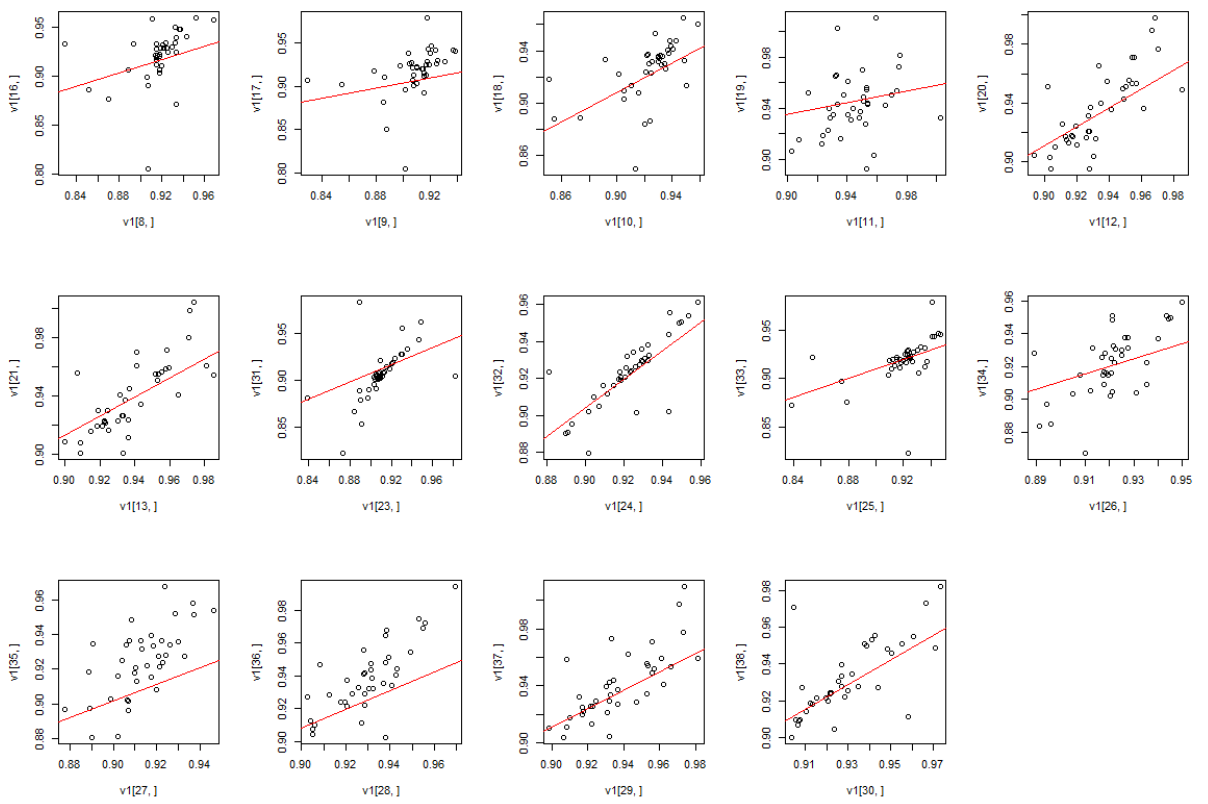 v1[16, ]
0.80 0.85 0.90 0.95
0.84 0.88 0.92 0.96
v1[8, ]
v1[17, ]
0.80 0.85 0.90 0.95
0.84 0.88 0.92
v1[9, ]
v1[18, ]
0.86 0.90 0.94
0.86 0.90 0.94
v1[10, ]
v1[19, ]
0.90 0.94 0.98
0.90 0.94 0.98
v1[11, ]
v1[20, ]
0.90 0.94 0.98
0.90 0.92 0.94 0.96 0.98
v1[12, ]
v1[21, ]
0.90 0.94 0.98
0.90 0.92 0.94 0.96 0.98
v1[13, ]
v1[31, ]
0.85 0.90 0.95
0.84 0.88 0.92 0.96
v1[23, ]
v1[32, ]
0.88 0.90 0.92 0.94 0.96
0.88 0.90 0.92 0.94 0.96
v1[24, ]
v1[33, ]
0.85 0.90 0.95
0.84 0.88 0.92
v1[25, ]
v1[34, ]
0.88 0.90 0.92 0.94 0.96
0.89 0.91 0.93 0.95
v1[26, ]
v1[35, ]
0.88 0.90 0.92 0.94 0.96
0.88 0.90 0.92 0.94
v1[27, ]
v1[36, ]
0.90 0.92 0.94 0.96 0.98
0.90 0.92 0.94 0.96
v1[28, ]
v1[37, ]
0.90 0.92 0.94 0.96 0.98
0.90 0.92 0.94 0.96 0.98
v1[29, ]
v1[38, ]
0.90 0.92 0.94 0.96 0.98
0.91 0.93 0.95 0.97
v1[30, ]